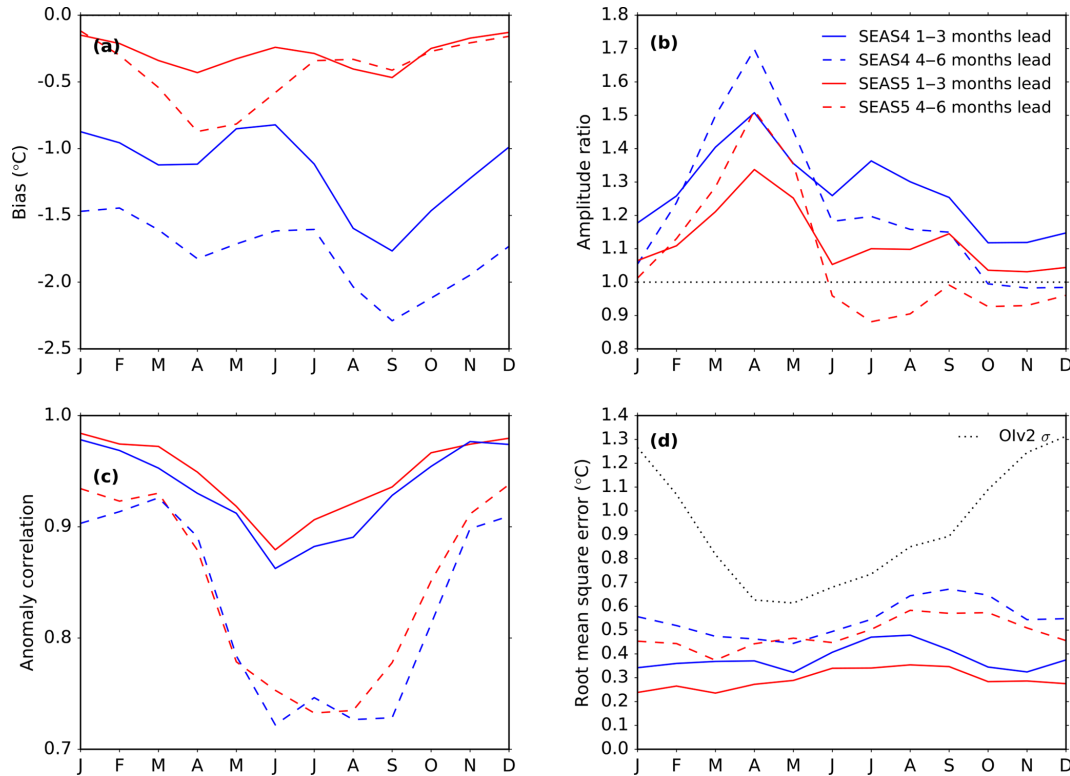 (a)
Bias (°C)
0.0
-0.5
-1.0
-1.5
-2.0
-2.5
J F M A M J J A S O N D
(b)
SEAS4 1–3 months lead
SEAS4 4–6 months lead
SEAS5 1–3 months lead
SEAS5 4–6 months lead
Amplitude ratio
1.8
1.7
1.6
1.5
1.4
1.3
1.2
1.1
1.0
0.9
0.8
J F M A M J J A S O N D
(c)
Anomaly correlation
1.0
0.9
0.8
0.7
J F M A M J J A S O N D
(d)
OIv2 σ
Root mean square error (°C)
1.4
1.3
1.2
1.1
1.0
0.9
0.8
0.7
0.6
0.5
0.4
0.3
0.2
0.1
0.0
J F M A M J J A S O N D